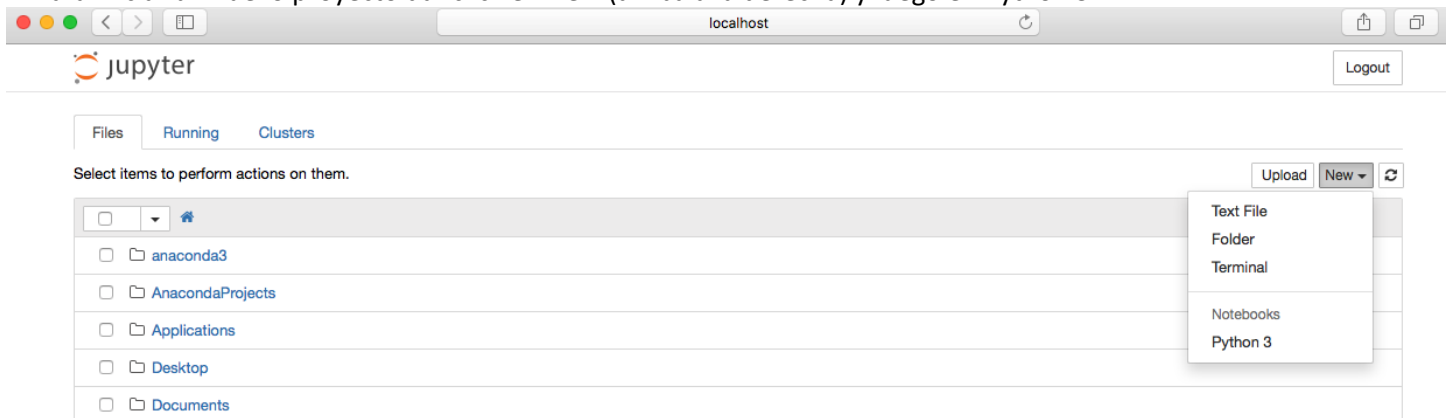 proyecto
localhost
jupyter
Logout
Files Running Clusters
Select items to perform actions on them.
Upload New
Text File
Folder
Terminal
Notebooks
Python 3
anaconda3
AnacondaProjects
Applications
Desktop
Documents